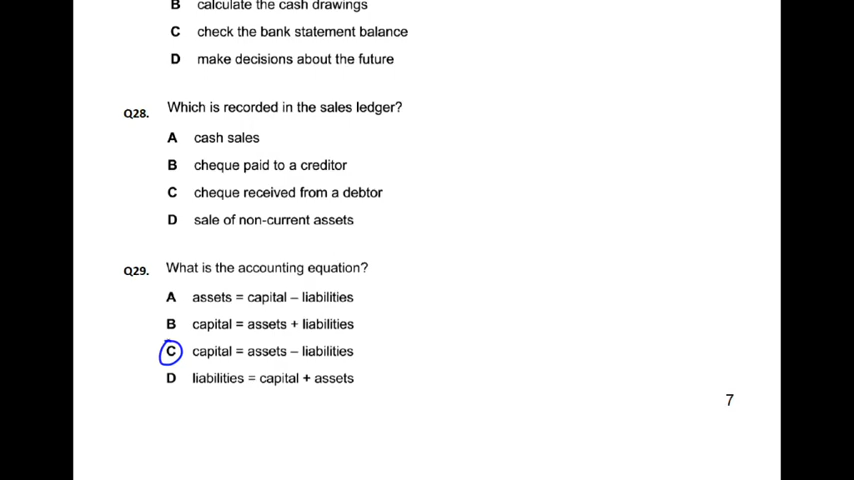 B calculate the cash drawings
C check the bank statement balance
D make decisions about the future
Q28. Which is recorded in the sales ledger?
A cash sales
B cheque paid to a creditor
C cheque received from a debtor
D sale of non-current assets
Q29. What is the accounting equation?
A assets = capital – liabilities
B capital = assets + liabilities
C capital = assets – liabilities
D liabilities = capital + assets
7